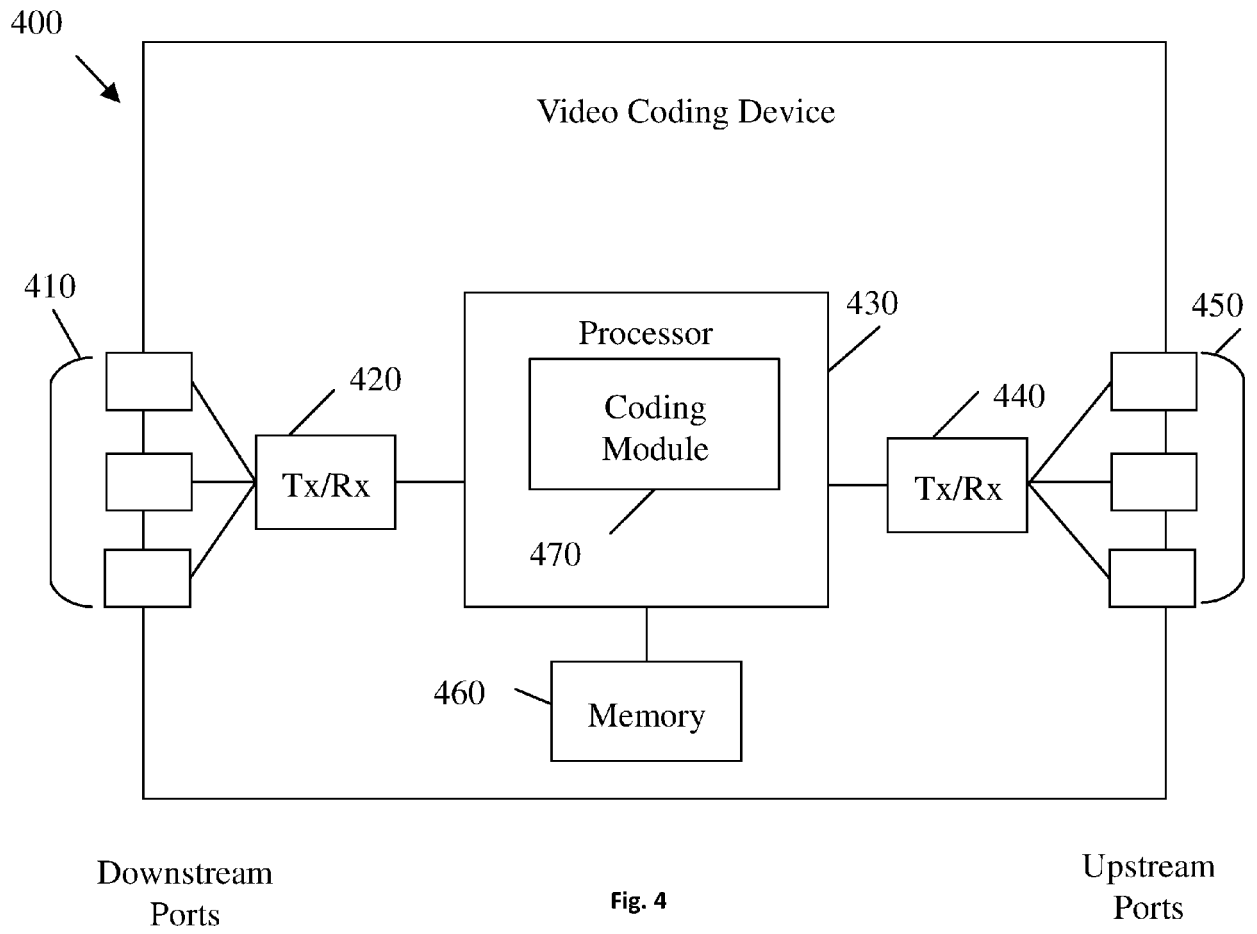 400
Video Coding Device
410
430
450
Processor
420
440
Coding
Module
Tx/Rx
Tx/Rx
470
460
Memory
Downstream
Ports
Fig. 4
Upstream
Ports